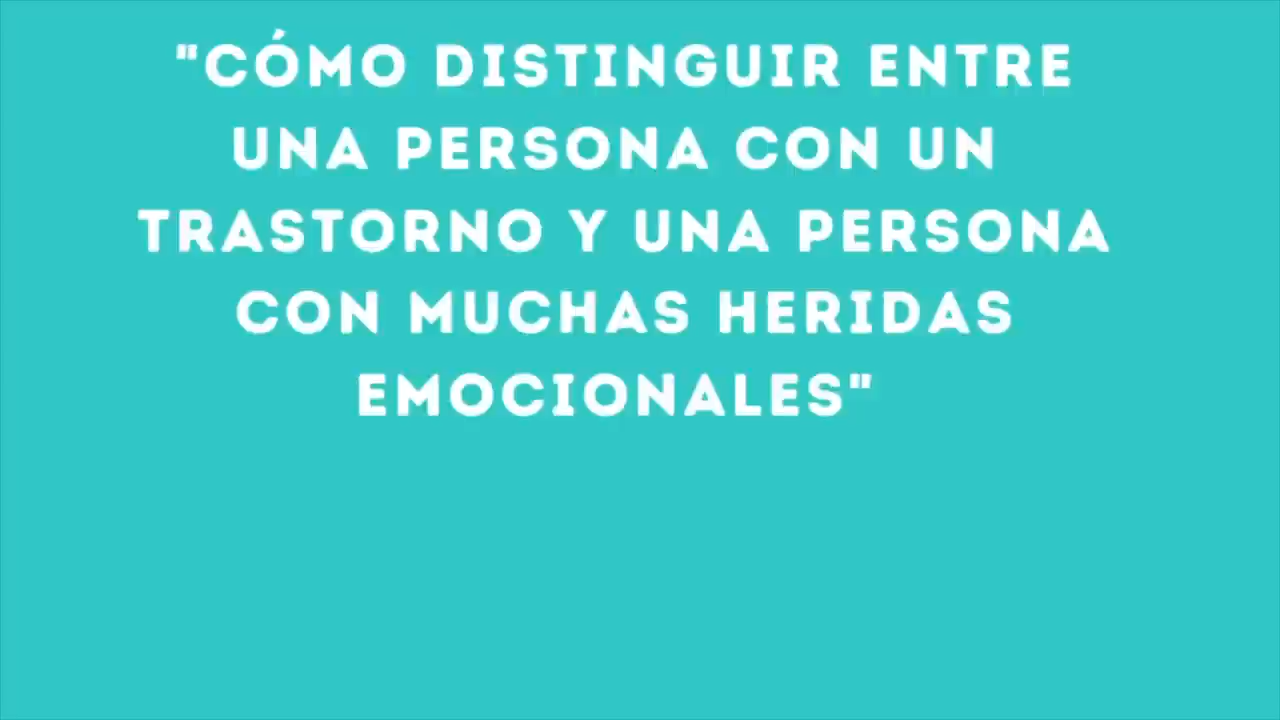 "CÓMO DISTINGUIR ENTRE
UNA PERSONA CON UN
TRASTORNO Y UNA PERSONA
CON MUCHAS HERIDAS
EMOCIONALES"